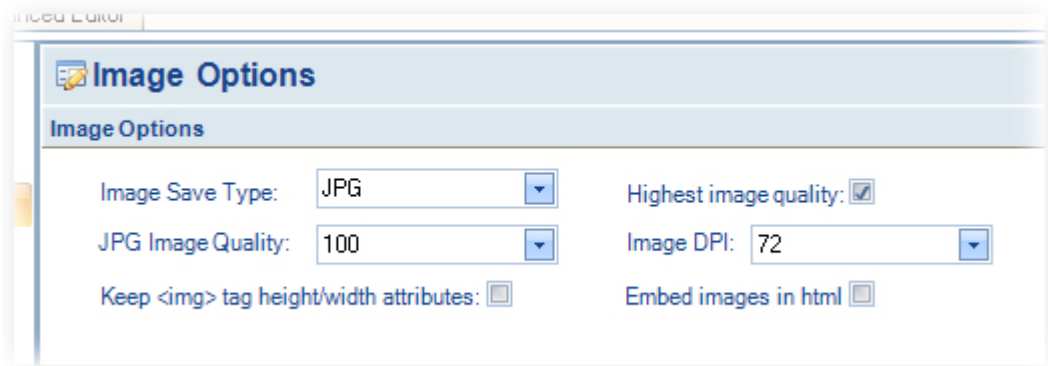 Editor
Image Options
Image Options
Image Save Type: JPG Highest image quality:
JPG Image Quality: 100 Image DPI: 72
Keep <img> tag height/width attributes: Embed images in html